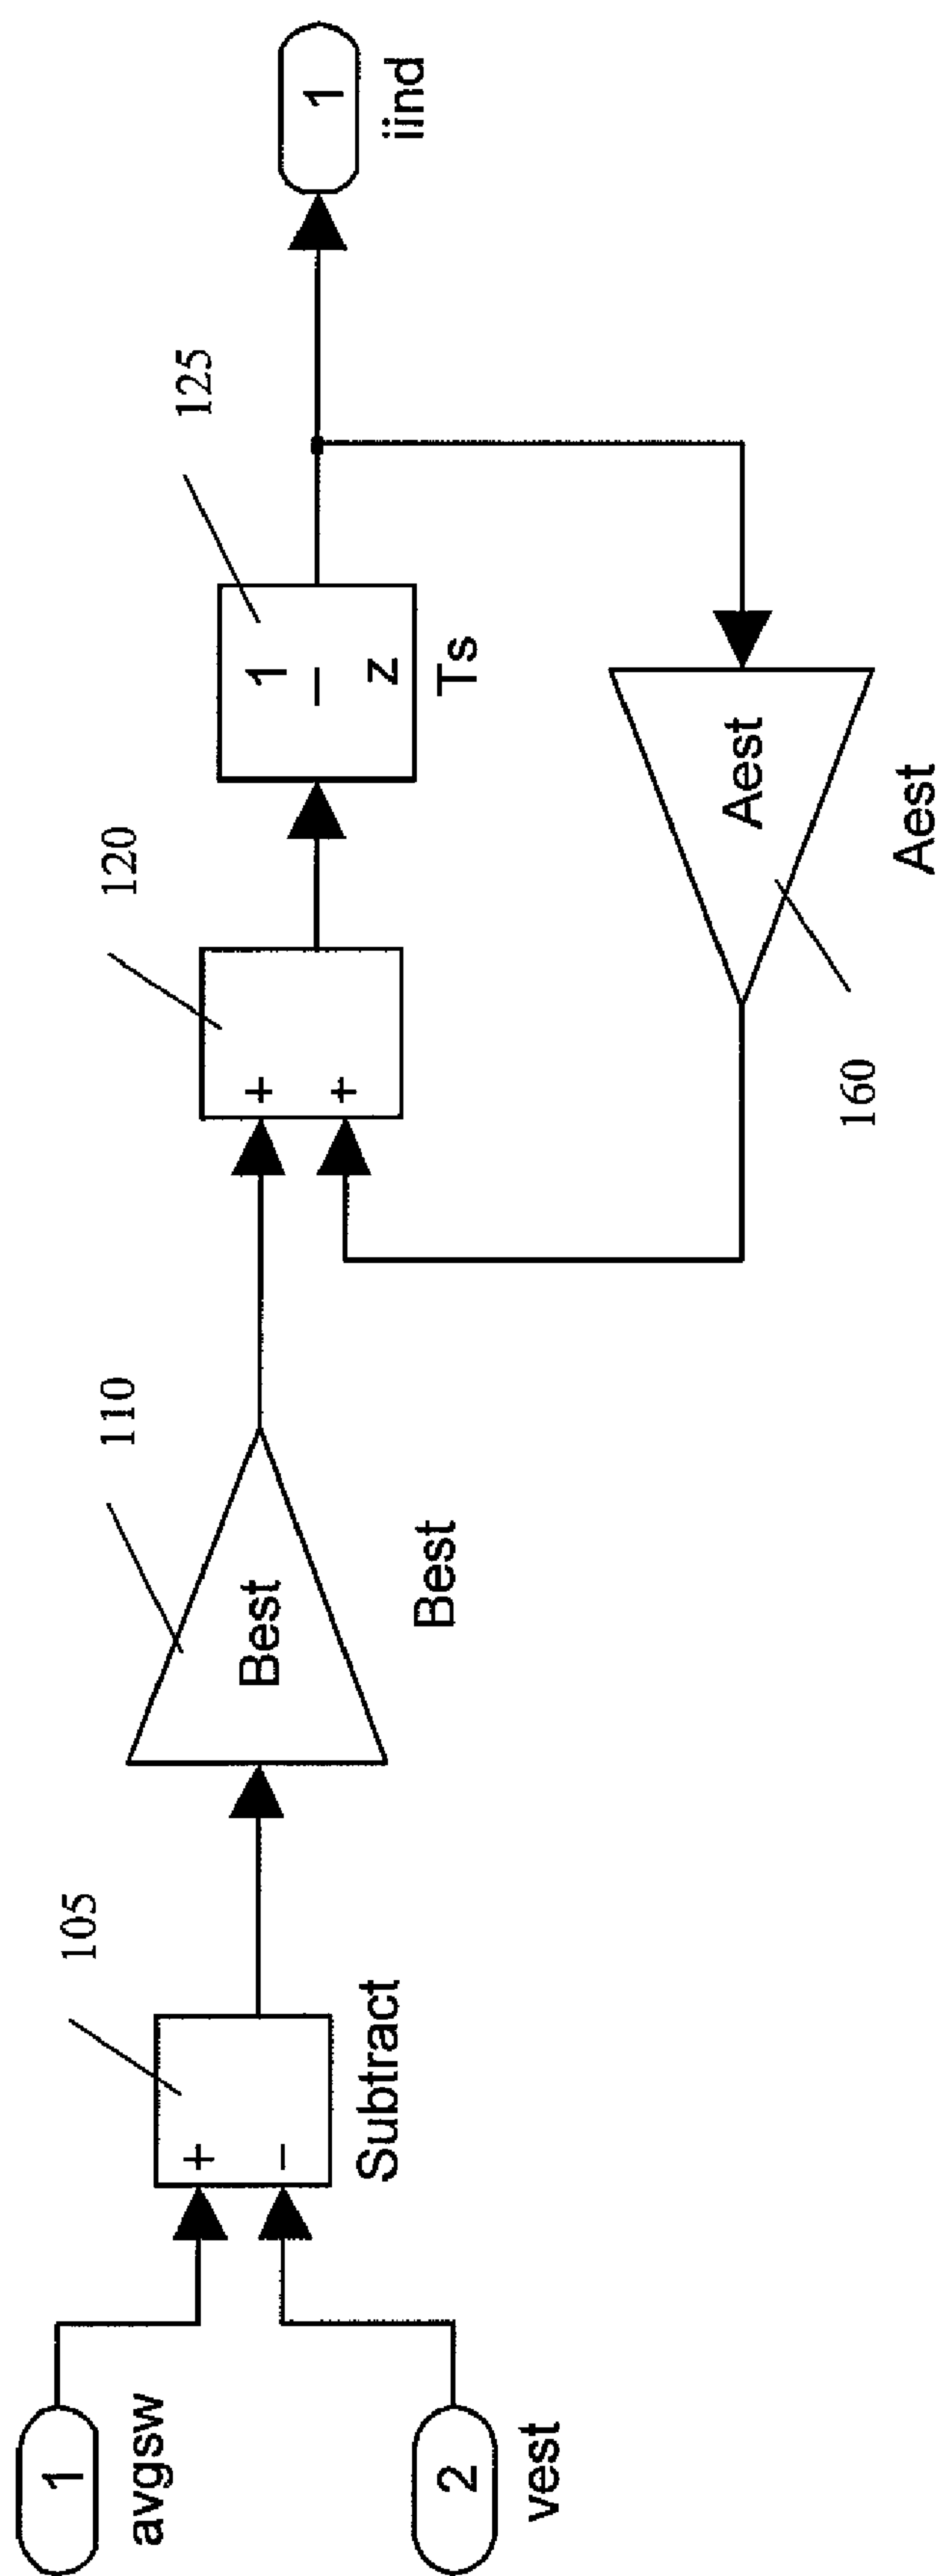 1
avgsw
2
vest
+
−
Subtract
105
Best
Best
110
+
+
120
1
–
z
Ts
125
Aest
Aest
160
1
iind